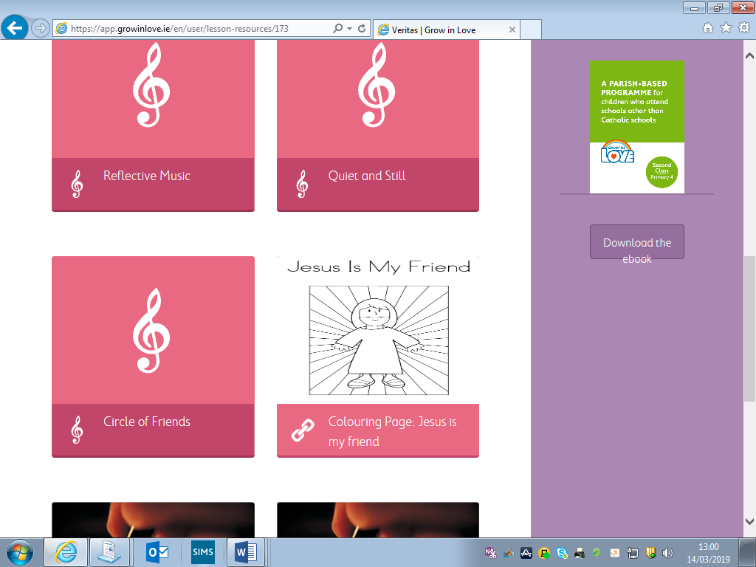 https://app.growinlove.ie/en/user/lesson-resources/173
Veritas | Grow in Love
Reflective Music
Quiet and Still
Jesus Is My Friend
Circle of Friends
Colouring Page: Jesus is
my friend
A PARISH-BASED
PROGRAMME for
children who attend
schools other than
Catholic schools
LOVE
Second
Class
Primary 4
Download the
ebook
SIMS
13:00
14/03/2019